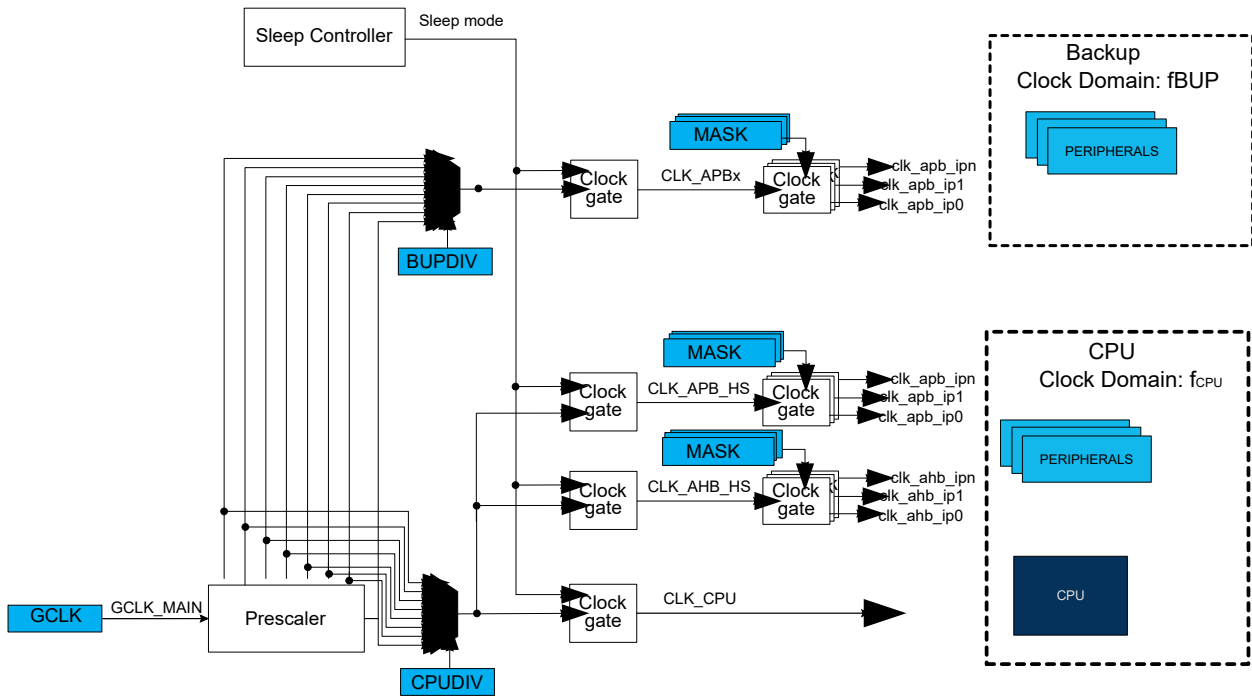 Sleep mode
Sleep Controller
Backup
Clock Domain: fBUP
PERIPHERALS
MASK
Clock
gate
CLK_APBx
Clock
gate
clk_apb_ipn
clk_apb_ip1
clk_apb_ip0
BUPDIV
MASK
Clock
gate
CLK_APB_HS
Clock
gate
clk_apb_ipn
clk_apb_ip1
clk_apb_ip0
CPU
Clock Domain: fCPU
PERIPHERALS
MASK
Clock
gate
CLK_AHB_HS
Clock
gate
clk_ahb_ipn
clk_ahb_ip1
clk_ahb_ip0
CPU
GCLK
GCLK_MAIN
Prescaler
Clock
gate
CLK_CPU
CPUDIV